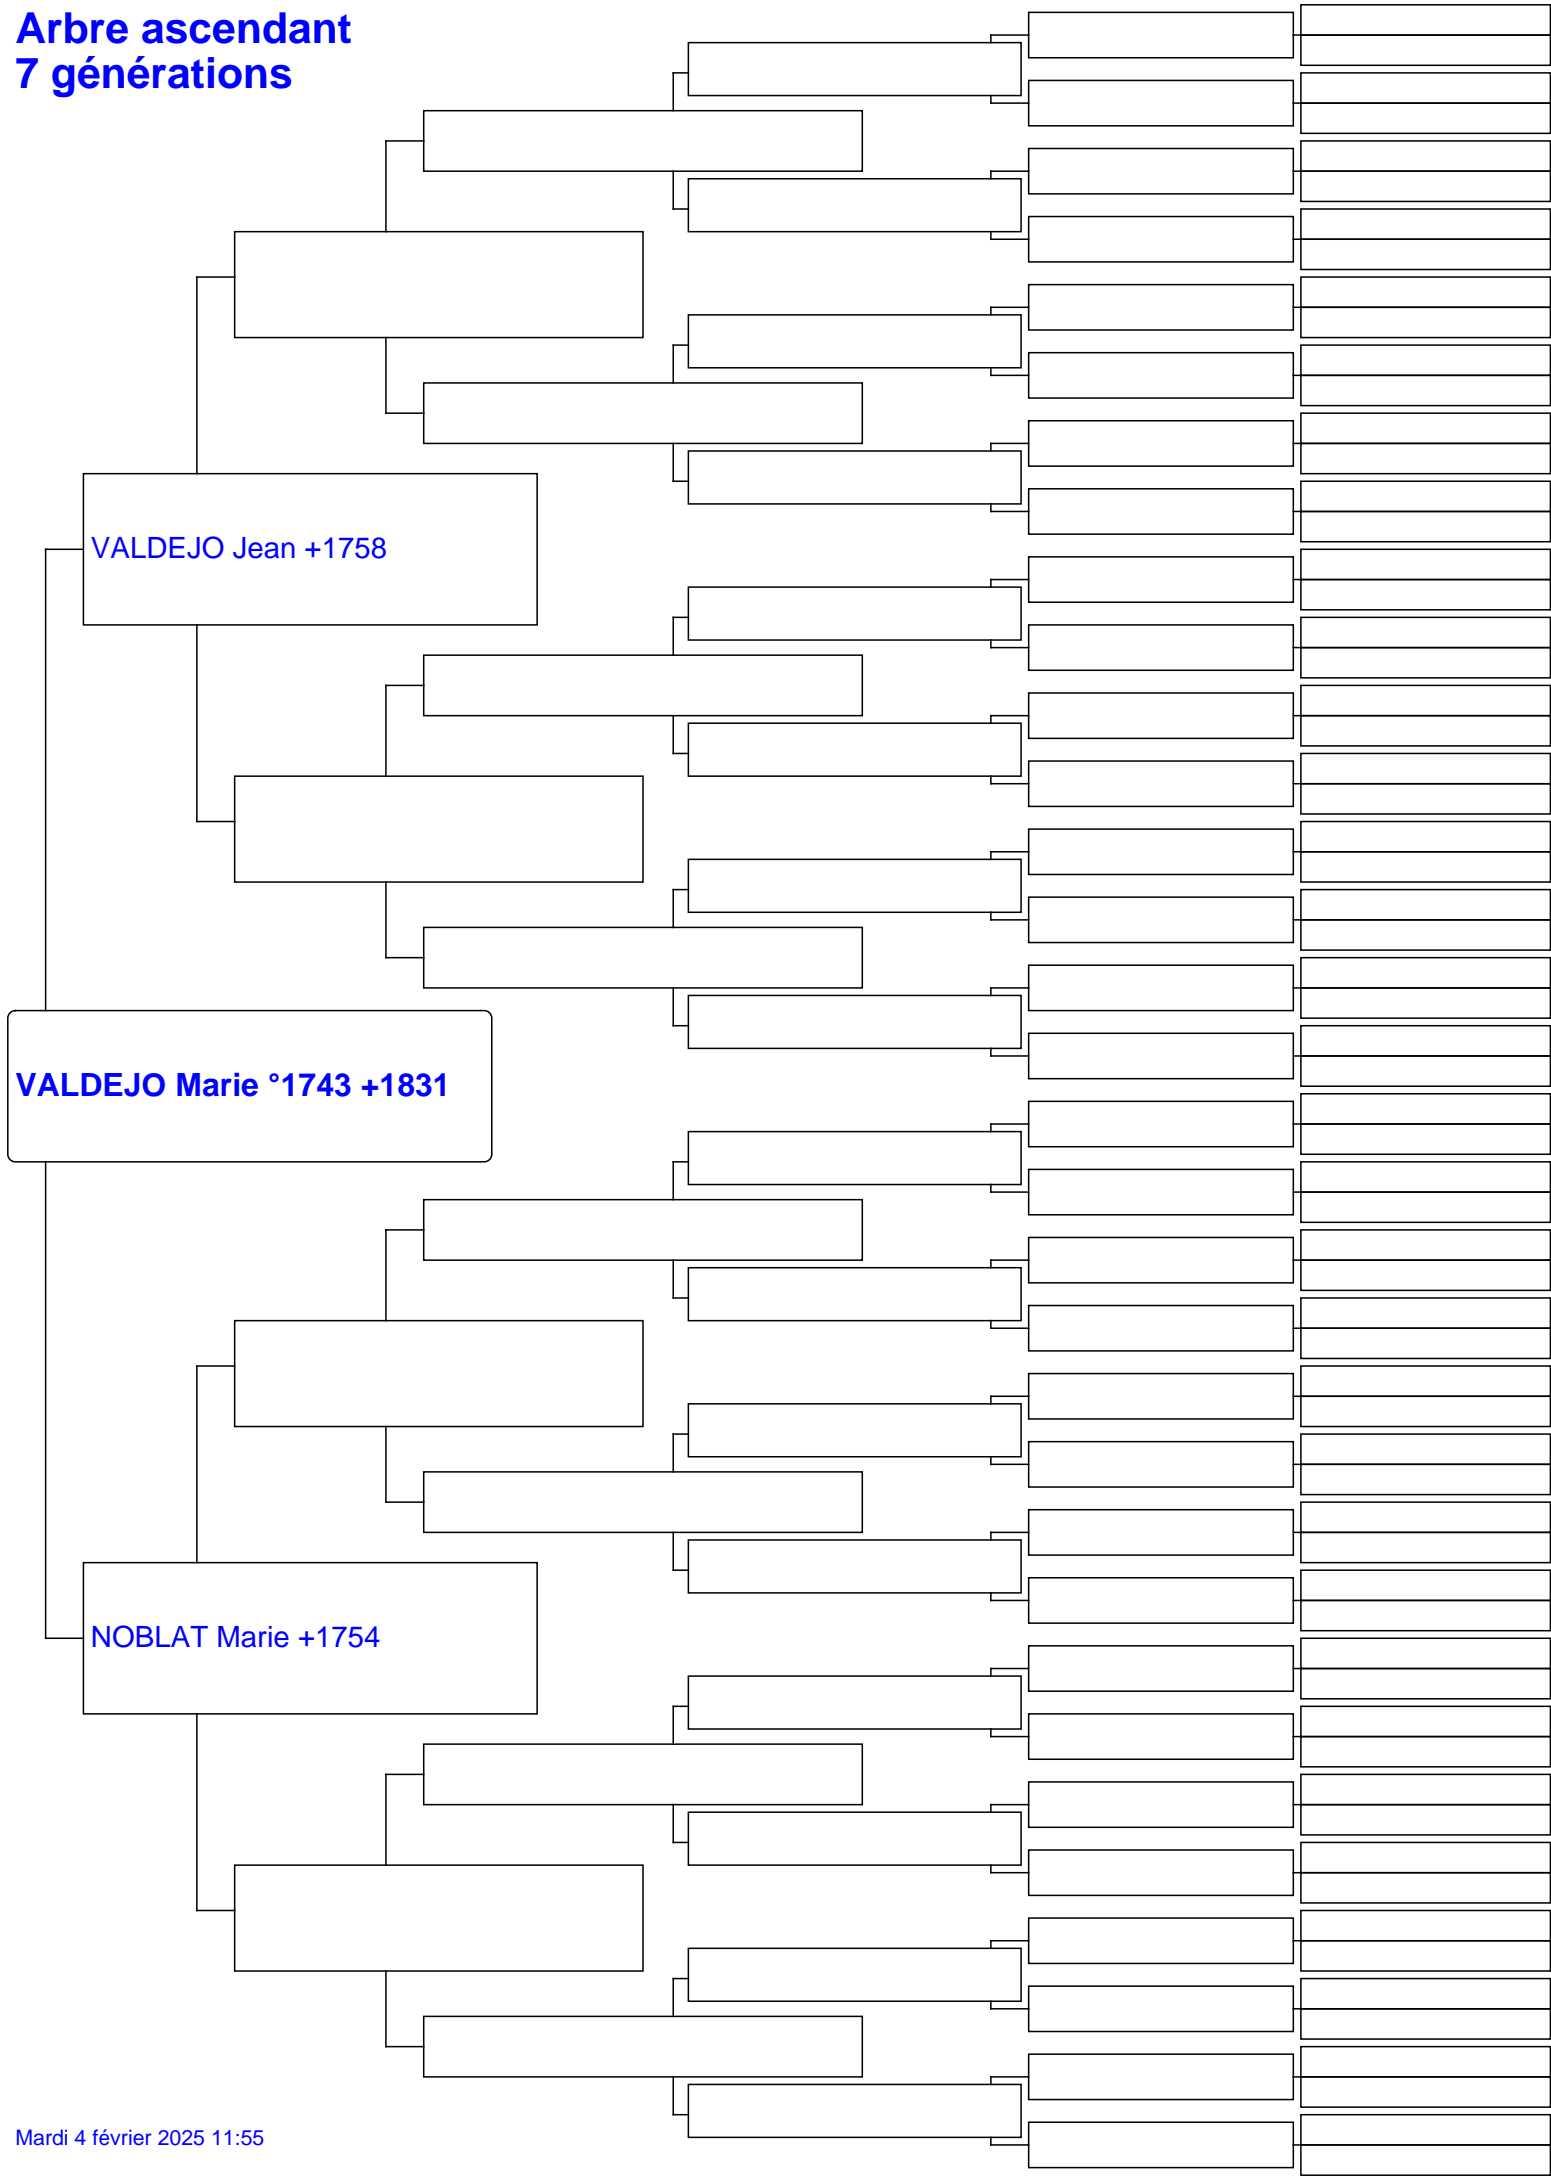 Arbre ascendant
7 générations
VALDEJO Jean +1758
VALDEJO Marie °1743 +1831
NOBLAT Marie +1754
Mardi 4 février 2025 11:55